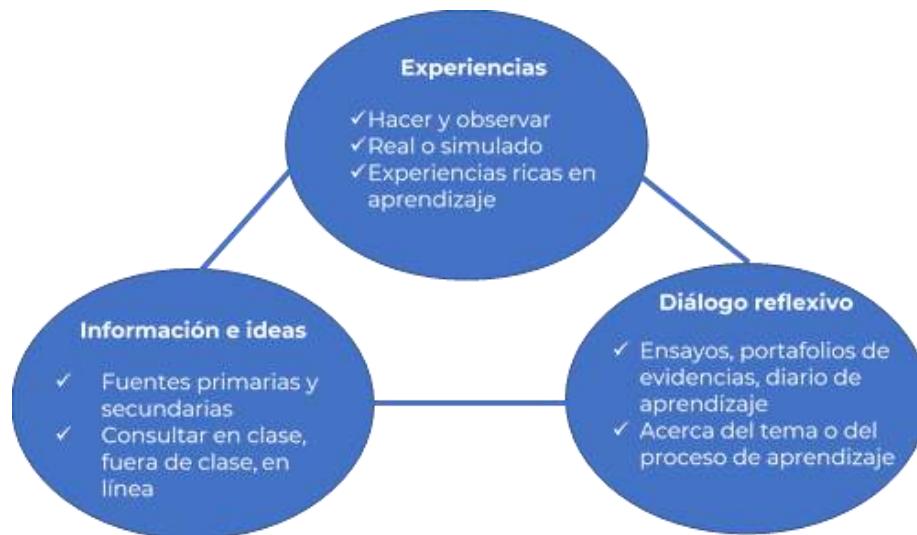 Experiencias
✓Hacer y observar
✓Real o simulado
✓Experiencias ricas en
aprendizaje
Información e ideas
✓ Fuentes primarias y
secundarias
✓ Consultar en clase,
fuera de clase, en
línea
Diálogo reflexivo
✓ Ensayos, portafolios de
evidencias, diario de
aprendizaje
✓ Acerca del tema o del
proceso de aprendizaje